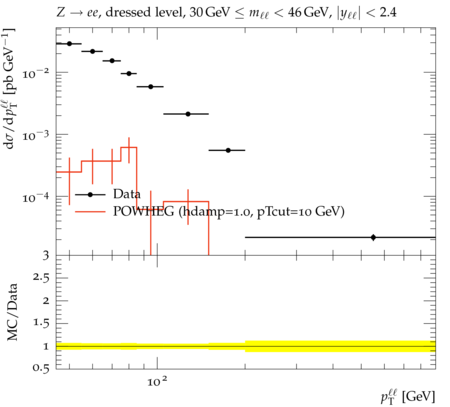 Z → ee, dressed level, 30 GeV ≤ mℓℓ < 46 GeV, |yℓℓ| < 2.4
dσ/dp_T^ℓℓ [pb GeV⁻¹]
10⁻²
10⁻³
10⁻⁴
Data
POWHEG (hdamp=1.0, pTcut=10 GeV)
MC/Data
3
2.5
2
1.5
1
0.5
10²
p_T^ℓℓ [GeV]